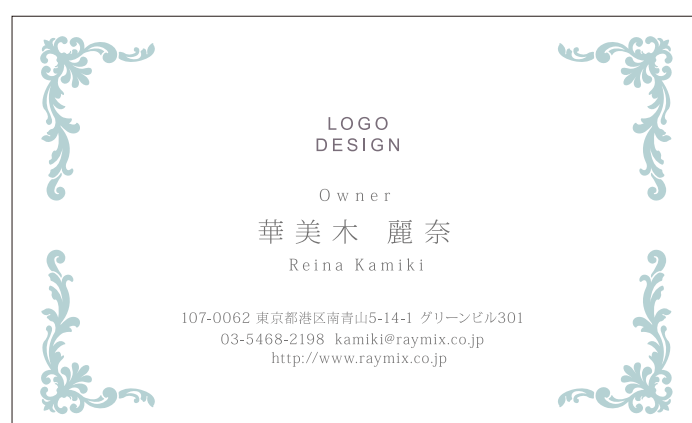 LOGO
DESIGN
Owner
華美木 麗奈
Reina Kamiki
107-0062 東京都港区南青山5-14-1 グリーンビル301
03-5468-2198 kamiki@raymix.co.jp
http://www.raymix.co.jp